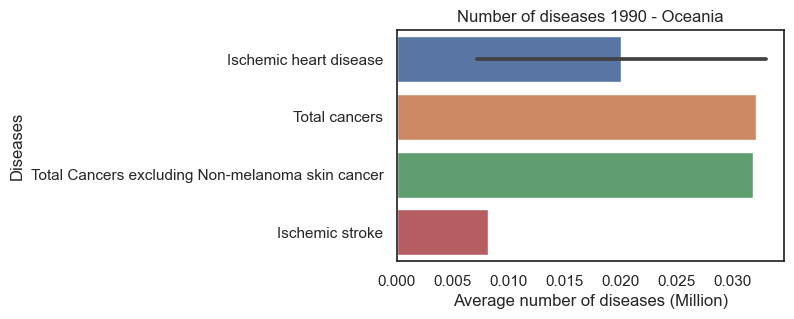 Number of diseases 1990 - Oceania
Diseases
Ischemic heart disease
Total cancers
Total Cancers excluding Non-melanoma skin cancer
Ischemic stroke
0.000 0.005 0.010 0.015 0.020 0.025 0.030
Average number of diseases (Million)